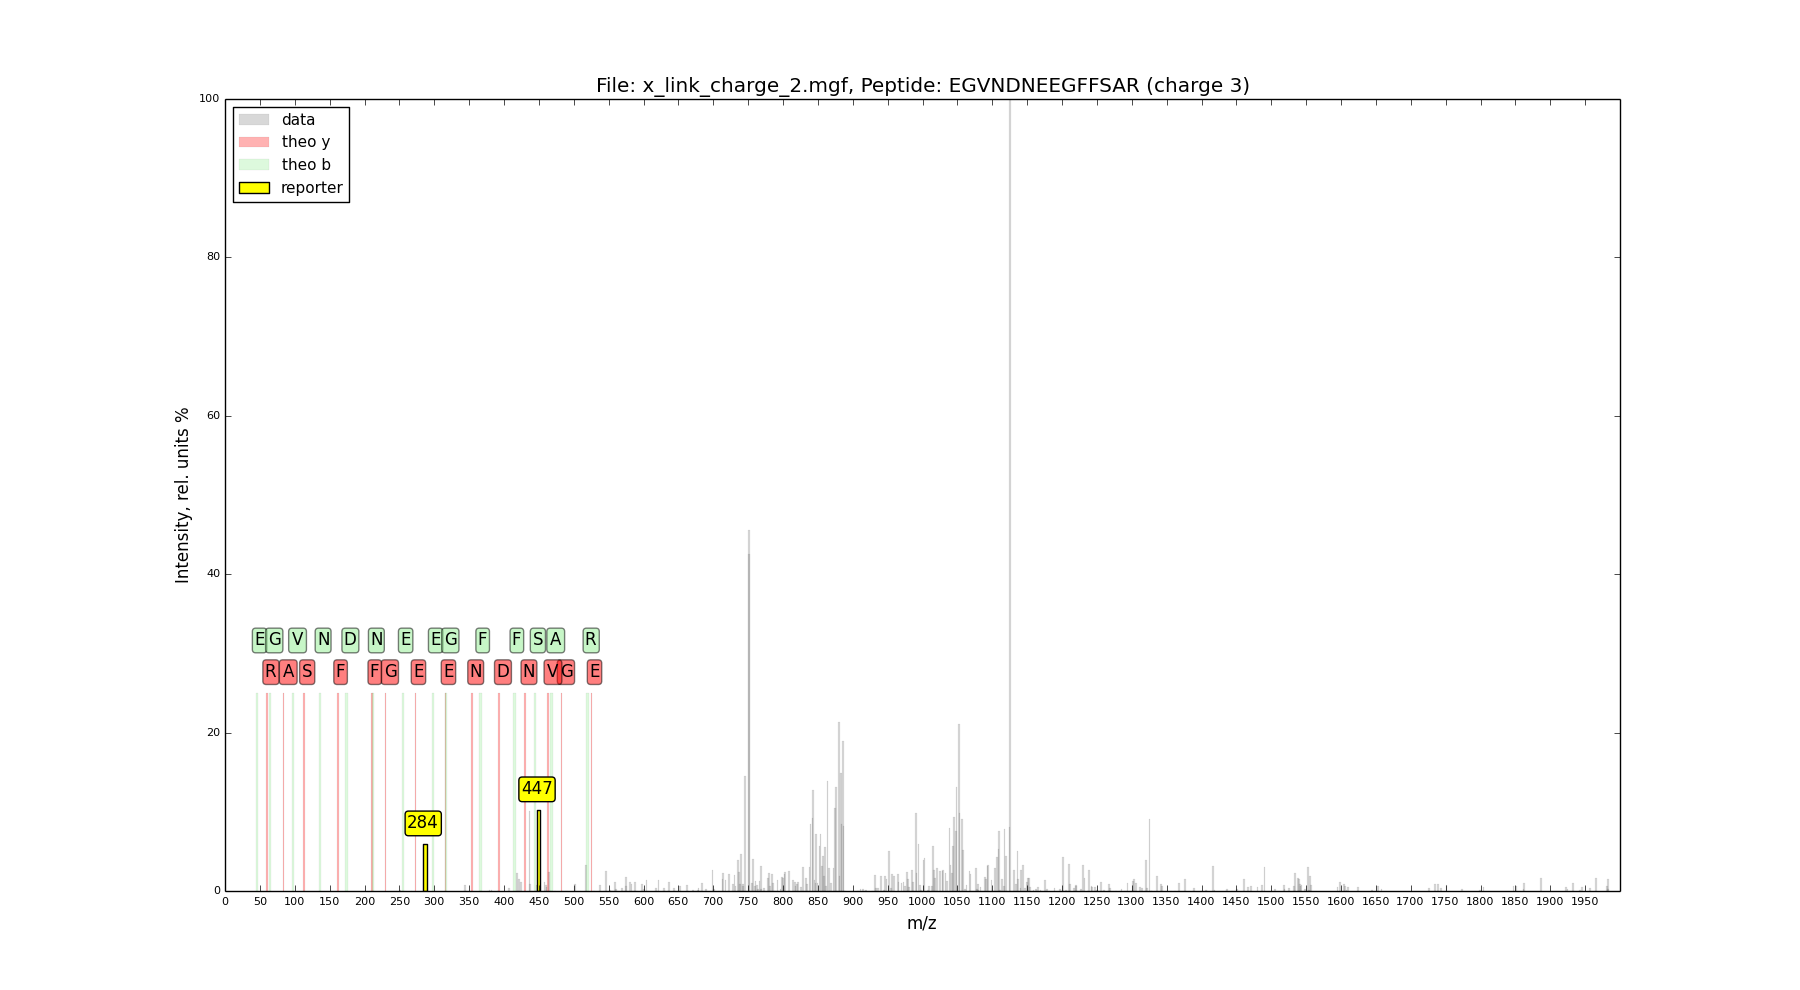 File: x_link_charge_2.mgf, Peptide: EGVNDNEEGFFSAR (charge 3)
data
theo y
theo b
reporter
Intensity, rel. units %
100
80
60
40
20
0
E G V N D N E E G F F S A R
R A S F F G E E N D N V G E
447
284
0 50 100 150 200 250 300 350 400 450 500 550 600 650 700 750 800 850 900 950 1000 1050 1100 1150 1200 1250 1300 1350 1400 1450 1500 1550 1600 1650 1700 1750 1800 1850 1900 1950
m/z